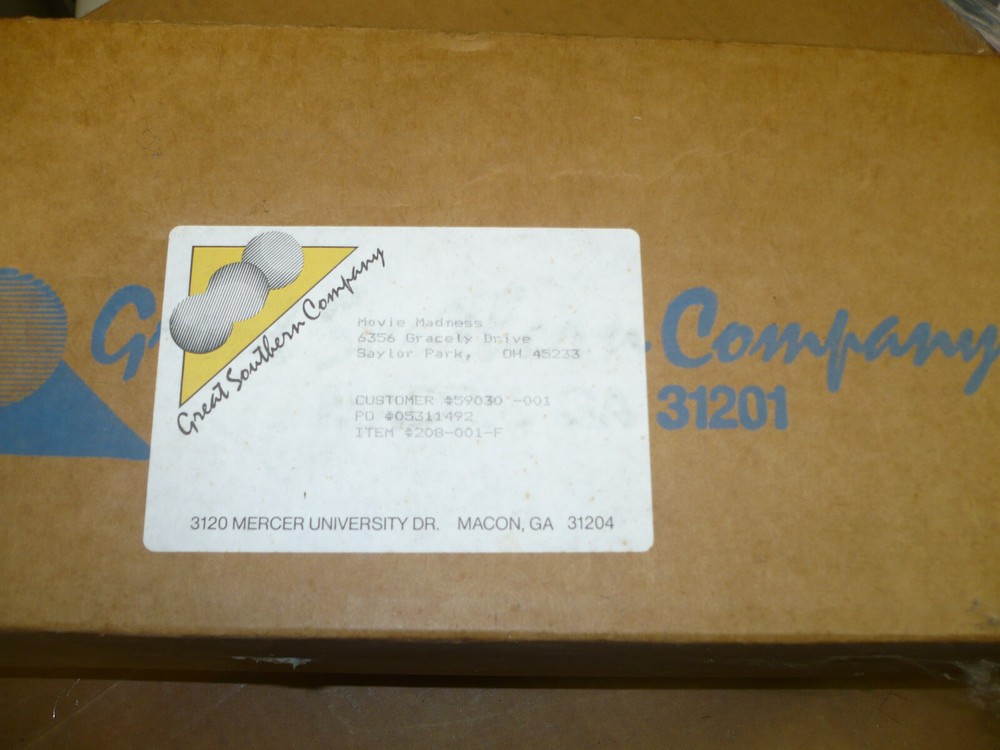 Great Southern Company
Movie Madness
6356 Gracely Drive
Saylor Park, OH 45233
CUSTOMER #59030 -001
PO #05311492
ITEM #208-001-F
3120 MERCER UNIVERSITY DR. MACON, GA 31204
G
Company
31201